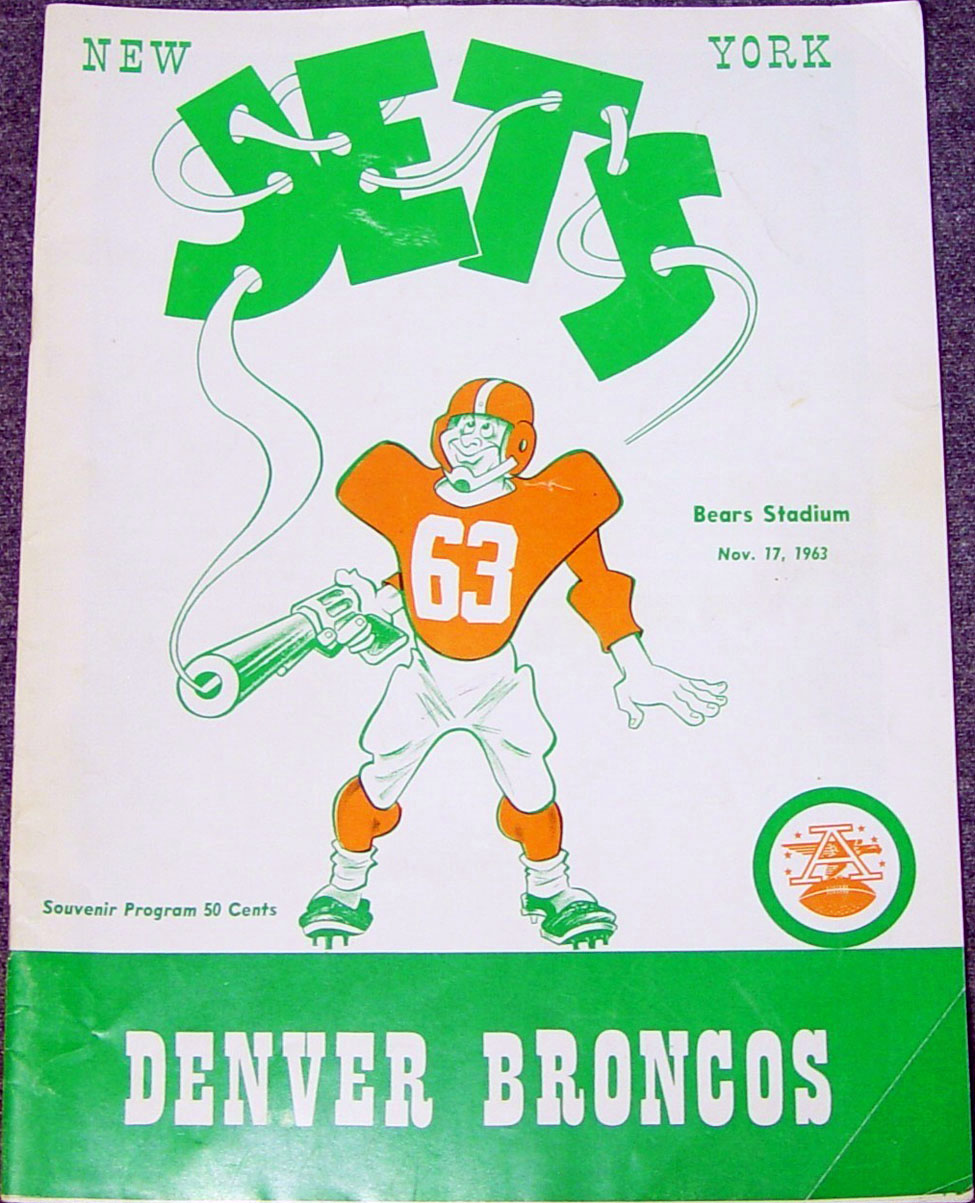 NEW YORK
JETS
63
Bears Stadium
Nov. 17, 1963
A
Souvenir Program 50 Cents
DENVER BRONCOS